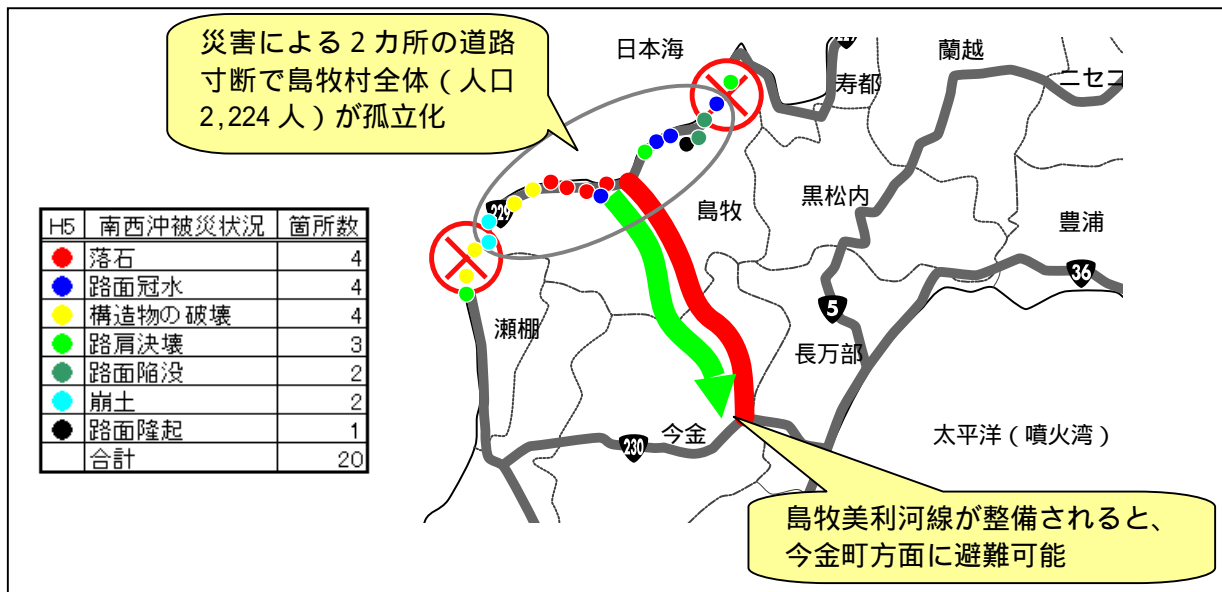 災害による2カ所の道路
寸断で島牧村全体（人口
2,224人）が孤立化
日本海
蘭越
寿都
ニセコ
島牧
黒松内
豊浦
229
36
5
瀬棚
長万部
今金
230
太平洋（噴火湾）
H5 南西沖被災状況 箇所数
落石 4
路面冠水 4
構造物の破壊 4
路肩決壊 3
路面陥没 2
崩土 2
路面隆起 1
合計 20
島牧美利河線が整備されると、
今金町方面に避難可能